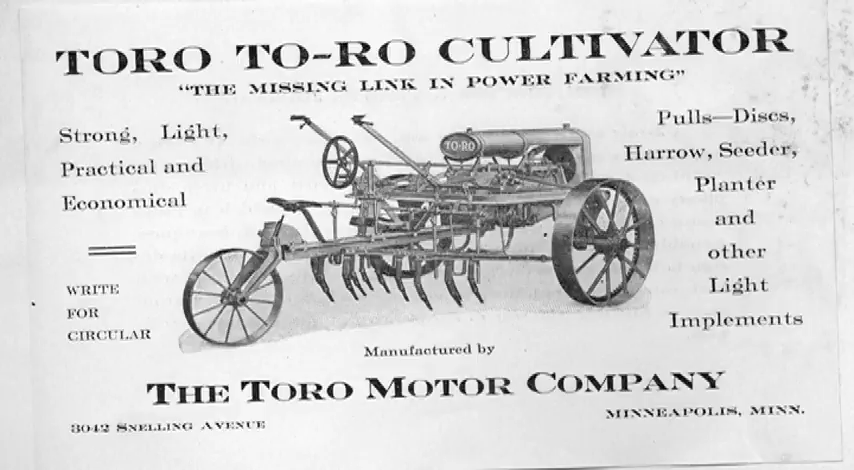 TORO TO-RO CULTIVATOR
"THE MISSING LINK IN POWER FARMING"
Strong, Light,
Practical and
Economical
WRITE
FOR
CIRCULAR
TO-RO
Pulls—Discs,
Harrow, Seeder,
Planter
and
other
Light
Implements
Manufactured by
THE TORO MOTOR COMPANY
3042 SNELLING AVENUE
MINNEAPOLIS, MINN.